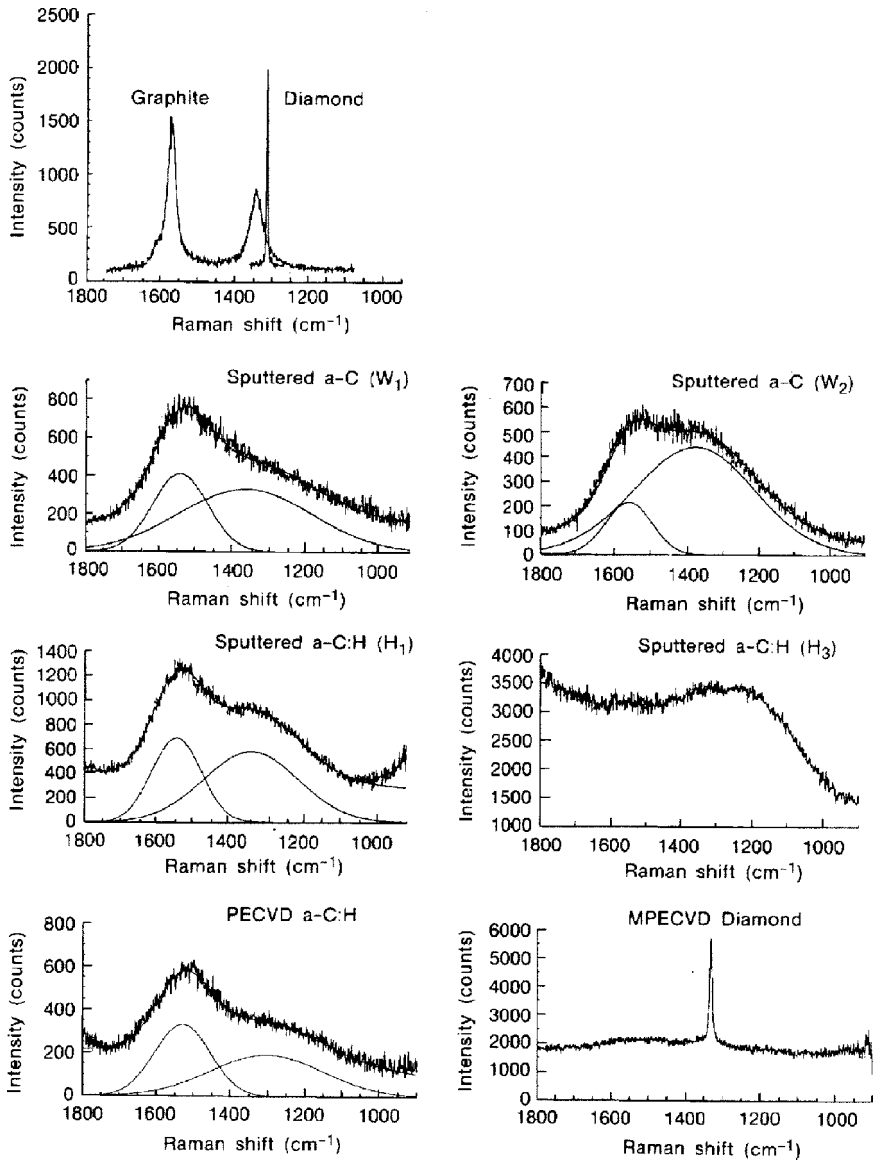 Graphite
Diamond
Intensity (counts)
2500
2000
1500
1000
500
0
1800 1600 1400 1200 1000
Raman shift (cm⁻¹)
Sputtered a-C (W₁)
Intensity (counts)
800
600
400
200
0
1800 1600 1400 1200 1000
Raman shift (cm⁻¹)
Sputtered a-C (W₂)
Intensity (counts)
700
600
500
400
300
200
100
0
1800 1600 1400 1200 1000
Raman shift (cm⁻¹)
Sputtered a-C:H (H₁)
Intensity (counts)
1400
1200
1000
800
600
400
200
0
1800 1600 1400 1200 1000
Raman shift (cm⁻¹)
Sputtered a-C:H (H₃)
Intensity (counts)
4000
3500
3000
2500
2000
1500
1000
1800 1600 1400 1200 1000
Raman shift (cm⁻¹)
PECVD a-C:H
Intensity (counts)
800
600
400
200
0
1800 1600 1400 1200 1000
Raman shift (cm⁻¹)
MPECVD Diamond
Intensity (counts)
6000
5000
4000
3000
2000
1000
0
1800 1600 1400 1200 1000
Raman shift (cm⁻¹)